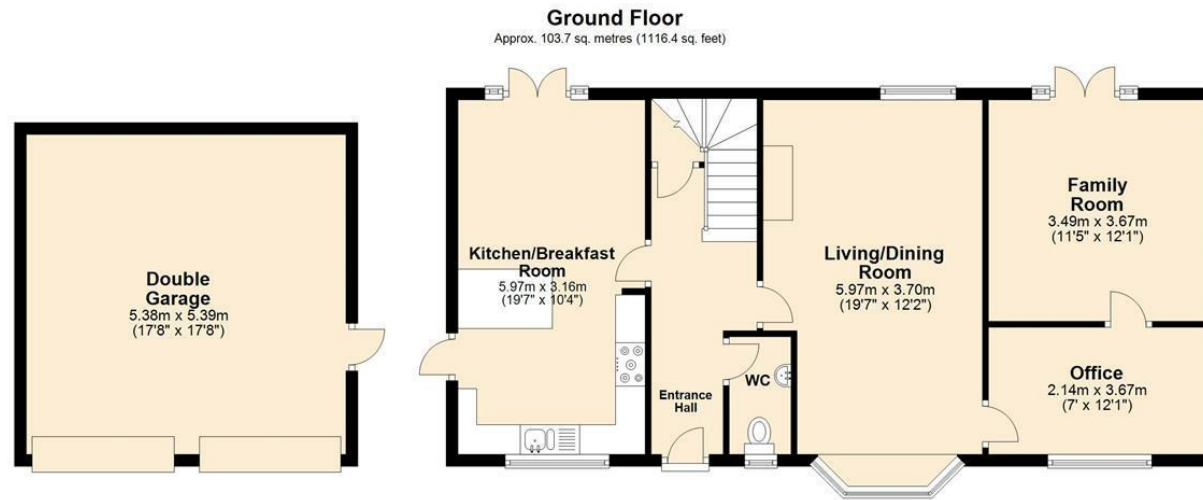 Ground Floor
Approx. 103.7 sq. metres (1116.4 sq. feet)
Double
Garage
5.38m x 5.39m
(17'8" x 17'8")
Kitchen/Breakfast
Room
5.97m x 3.16m
(19'7" x 10'4")
Entrance
Hall
WC
Living/Dining
Room
5.97m x 3.70m
(19'7" x 12'2")
Family
Room
3.49m x 3.67m
(11'5" x 12'1")
Office
2.14m x 3.67m
(7' x 12'1")